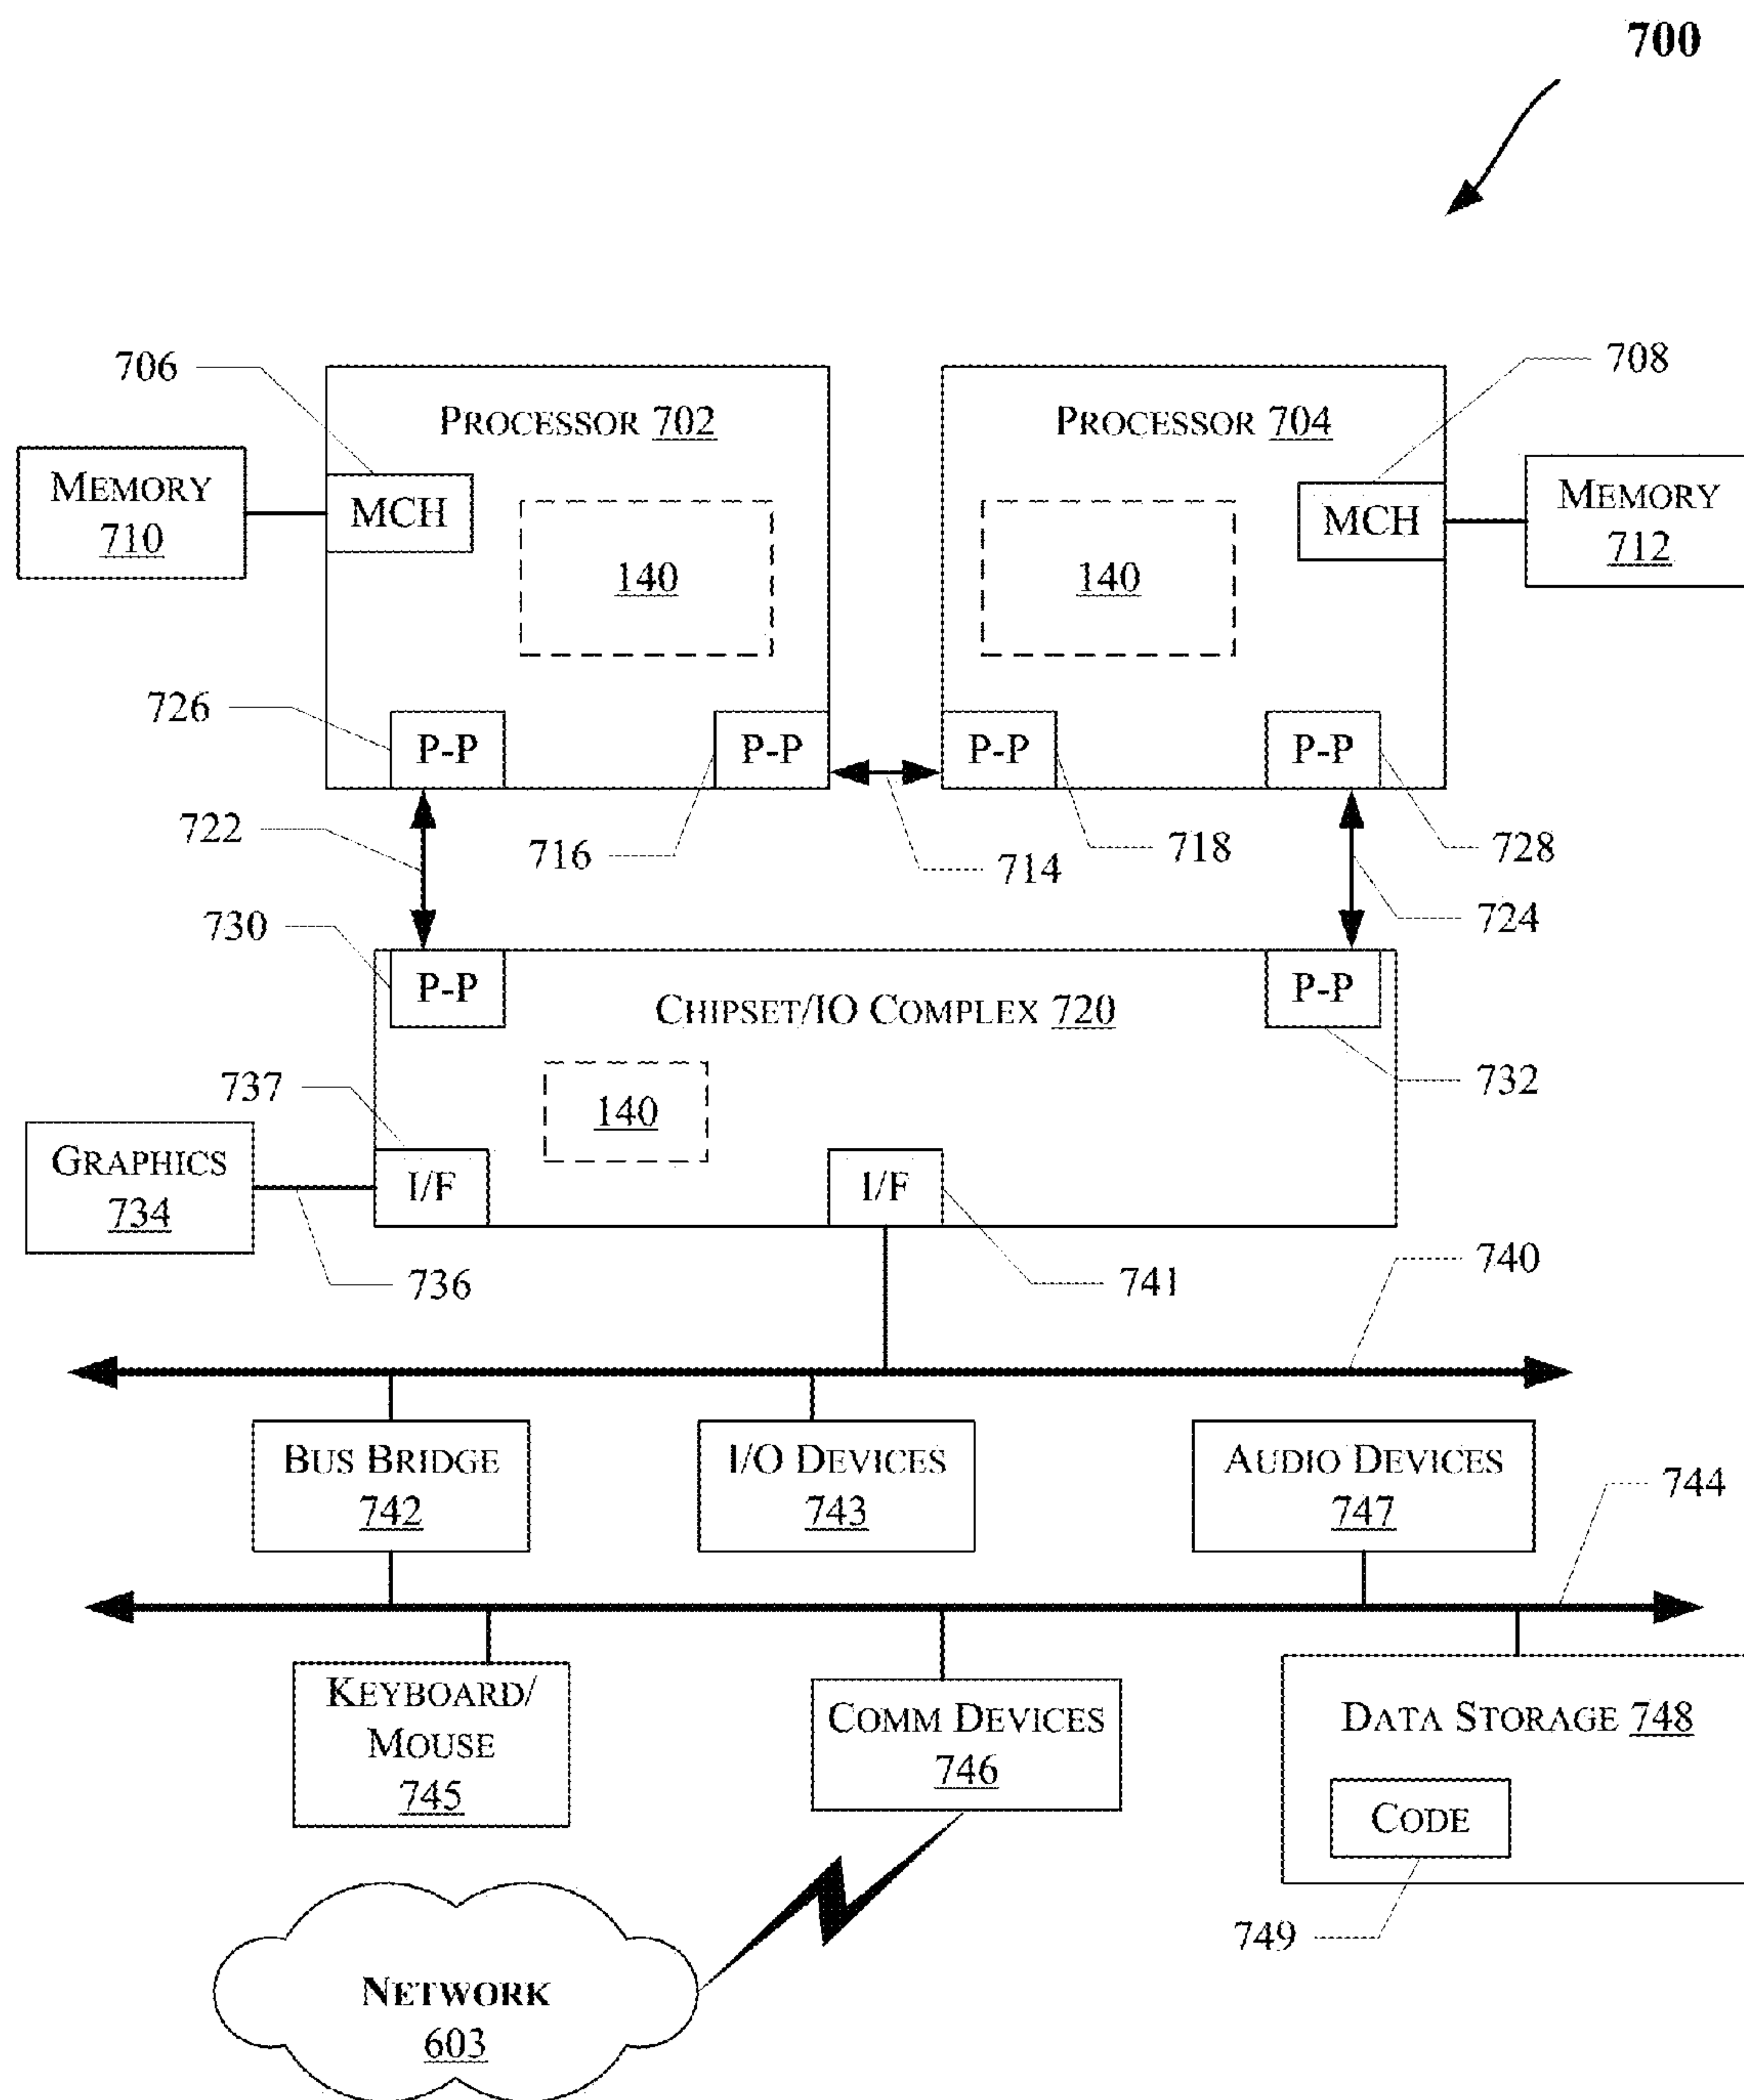 700
706
708
PROCESSOR 702
PROCESSOR 704
MEMORY
710
MCH
MCH
MEMORY
712
140
140
726
P-P
P-P
P-P
P-P
722
716
714
718
728
724
730
P-P
CHIPSET/IO COMPLEX 720
P-P
737
140
732
GRAPHICS
734
I/F
I/F
736
741
740
BUS BRIDGE
742
I/O DEVICES
743
AUDIO DEVICES
747
744
KEYBOARD/
MOUSE
745
COMM DEVICES
746
DATA STORAGE 748
CODE
749
NETWORK
603